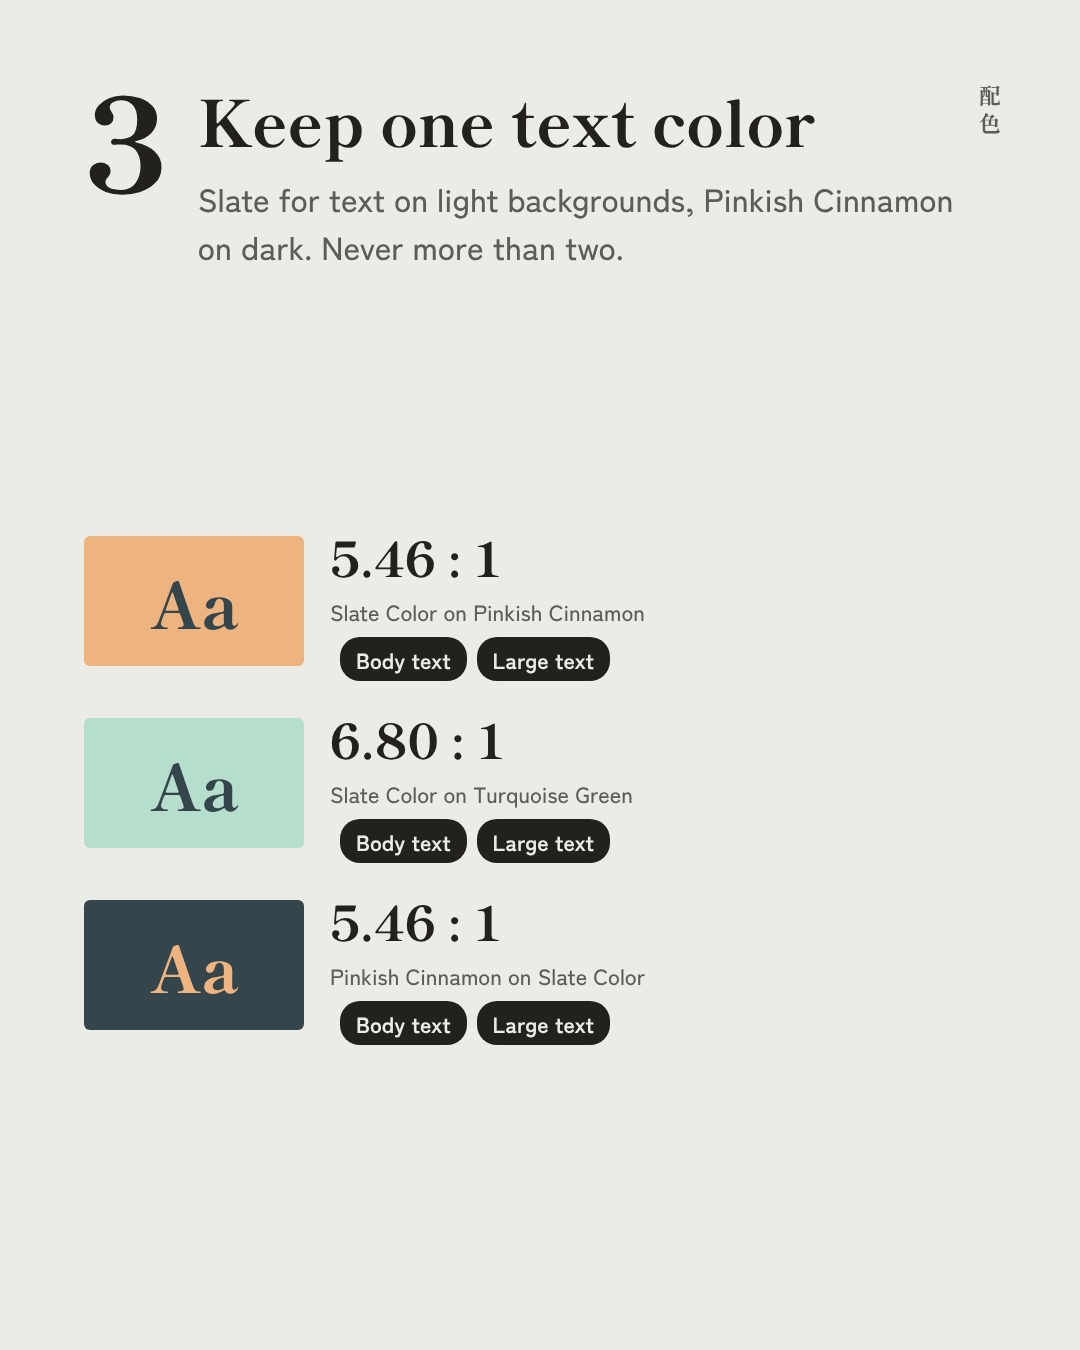 3
Keep one text color
配色
Slate for text on light backgrounds, Pinkish Cinnamon
on dark. Never more than two.
Aa
5.46 : 1
Slate Color on Pinkish Cinnamon
Body text
Large text
Aa
6.80 : 1
Slate Color on Turquoise Green
Body text
Large text
Aa
5.46 : 1
Pinkish Cinnamon on Slate Color
Body text
Large text